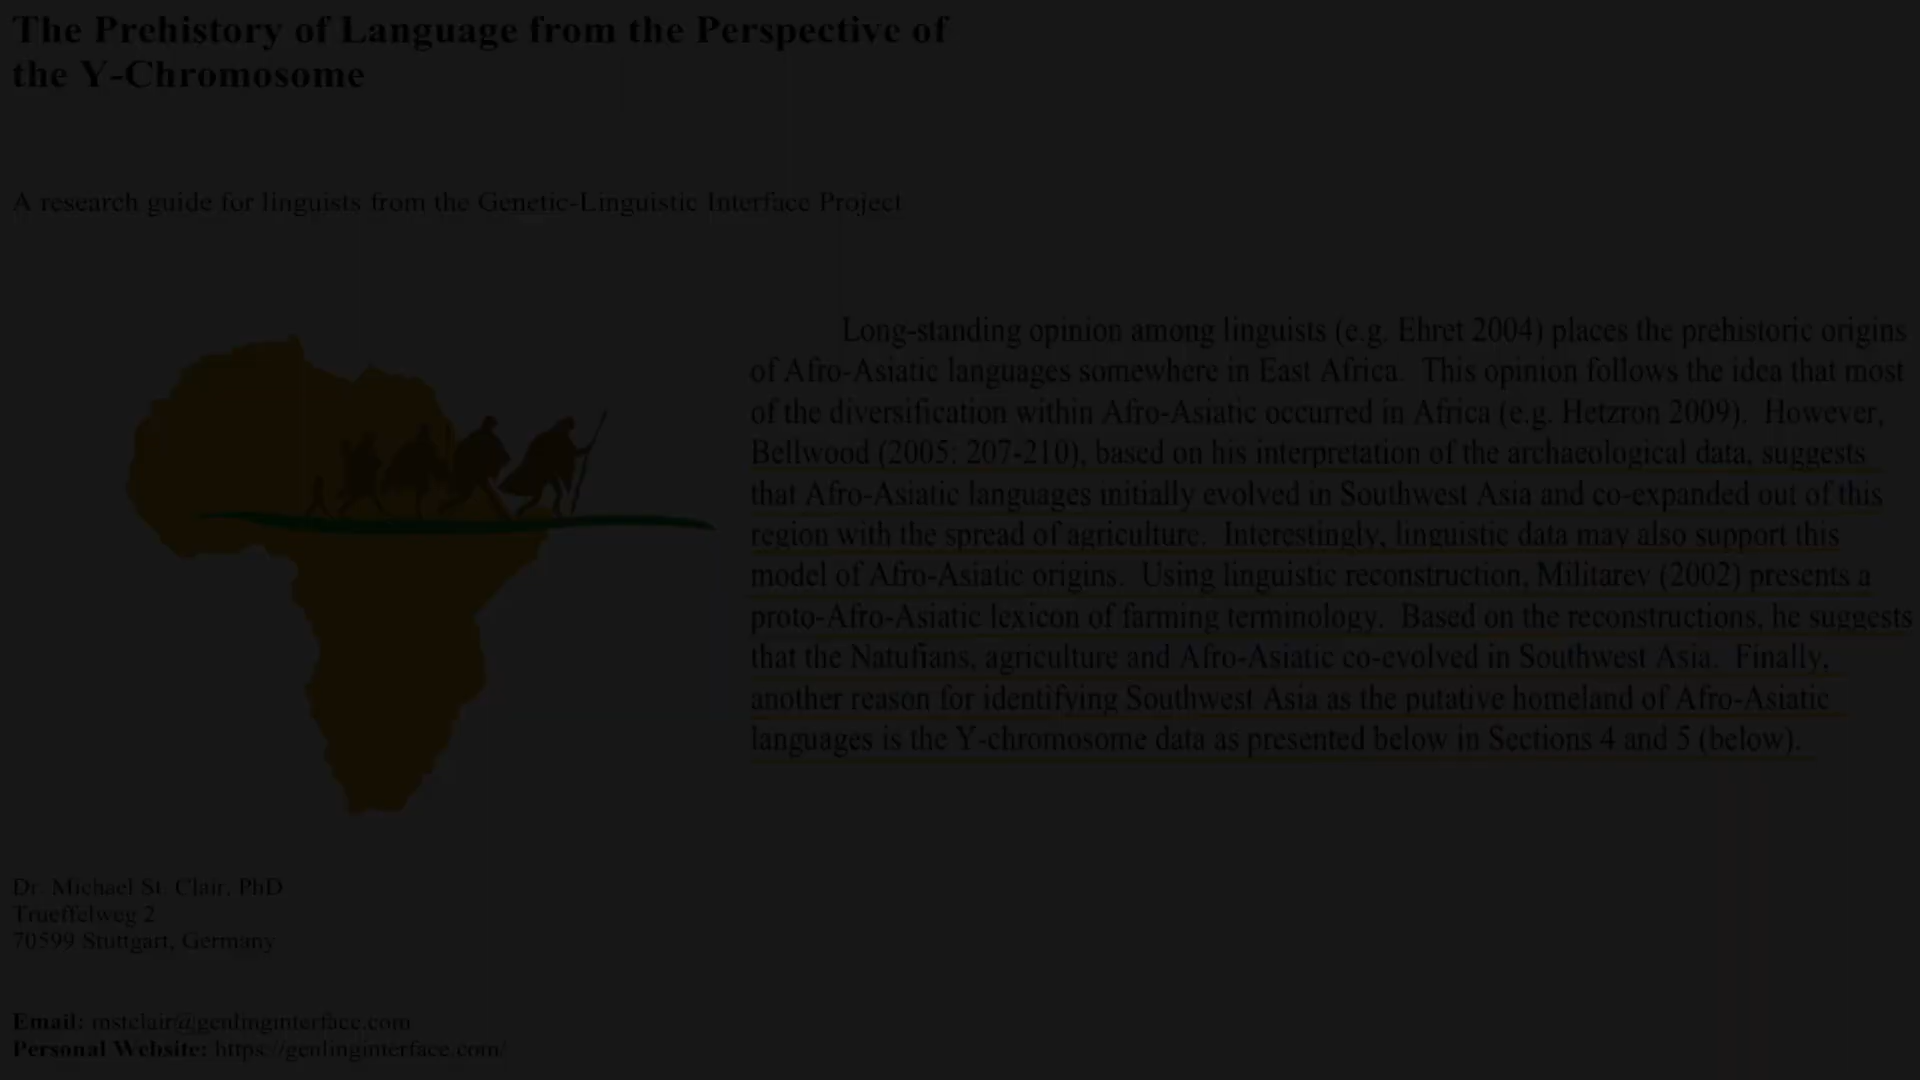 The Prehistory of Language from the Perspective of
the Y-Chromosome
A research guide for linguists from the Genetic-Linguistic Interface Project
Long-standing opinion among linguists (e.g. Ehret 2004) places the prehistoric origins
of Afro-Asiatic languages somewhere in East Africa. This opinion follows the idea that most
of the diversification within Afro-Asiatic occurred in Africa (e.g. Hetzron 2009). However,
Bellwood (2005: 207-210), based on his interpretation of the archaeological data, suggests
that Afro-Asiatic languages initially evolved in Southwest Asia and co-expanded out of this
region with the spread of agriculture. Interestingly, linguistic data may also support this
model of Afro-Asiatic origins. Using linguistic reconstruction, Militarev (2002) presents a
proto-Afro-Asiatic lexicon of farming terminology. Based on the reconstructions, he suggests
that the Natufians, agriculture and Afro-Asiatic co-evolved in Southwest Asia. Finally,
another reason for identifying Southwest Asia as the putative homeland of Afro-Asiatic
languages is the Y-chromosome data as presented below in Sections 4 and 5 (below).
Dr. Michael St. Clair, PhD
Trueffelweg 2
70599 Stuttgart, Germany
Email: mstclair@genlinginterface.com
Personal Website: https://genlinginterface.com/